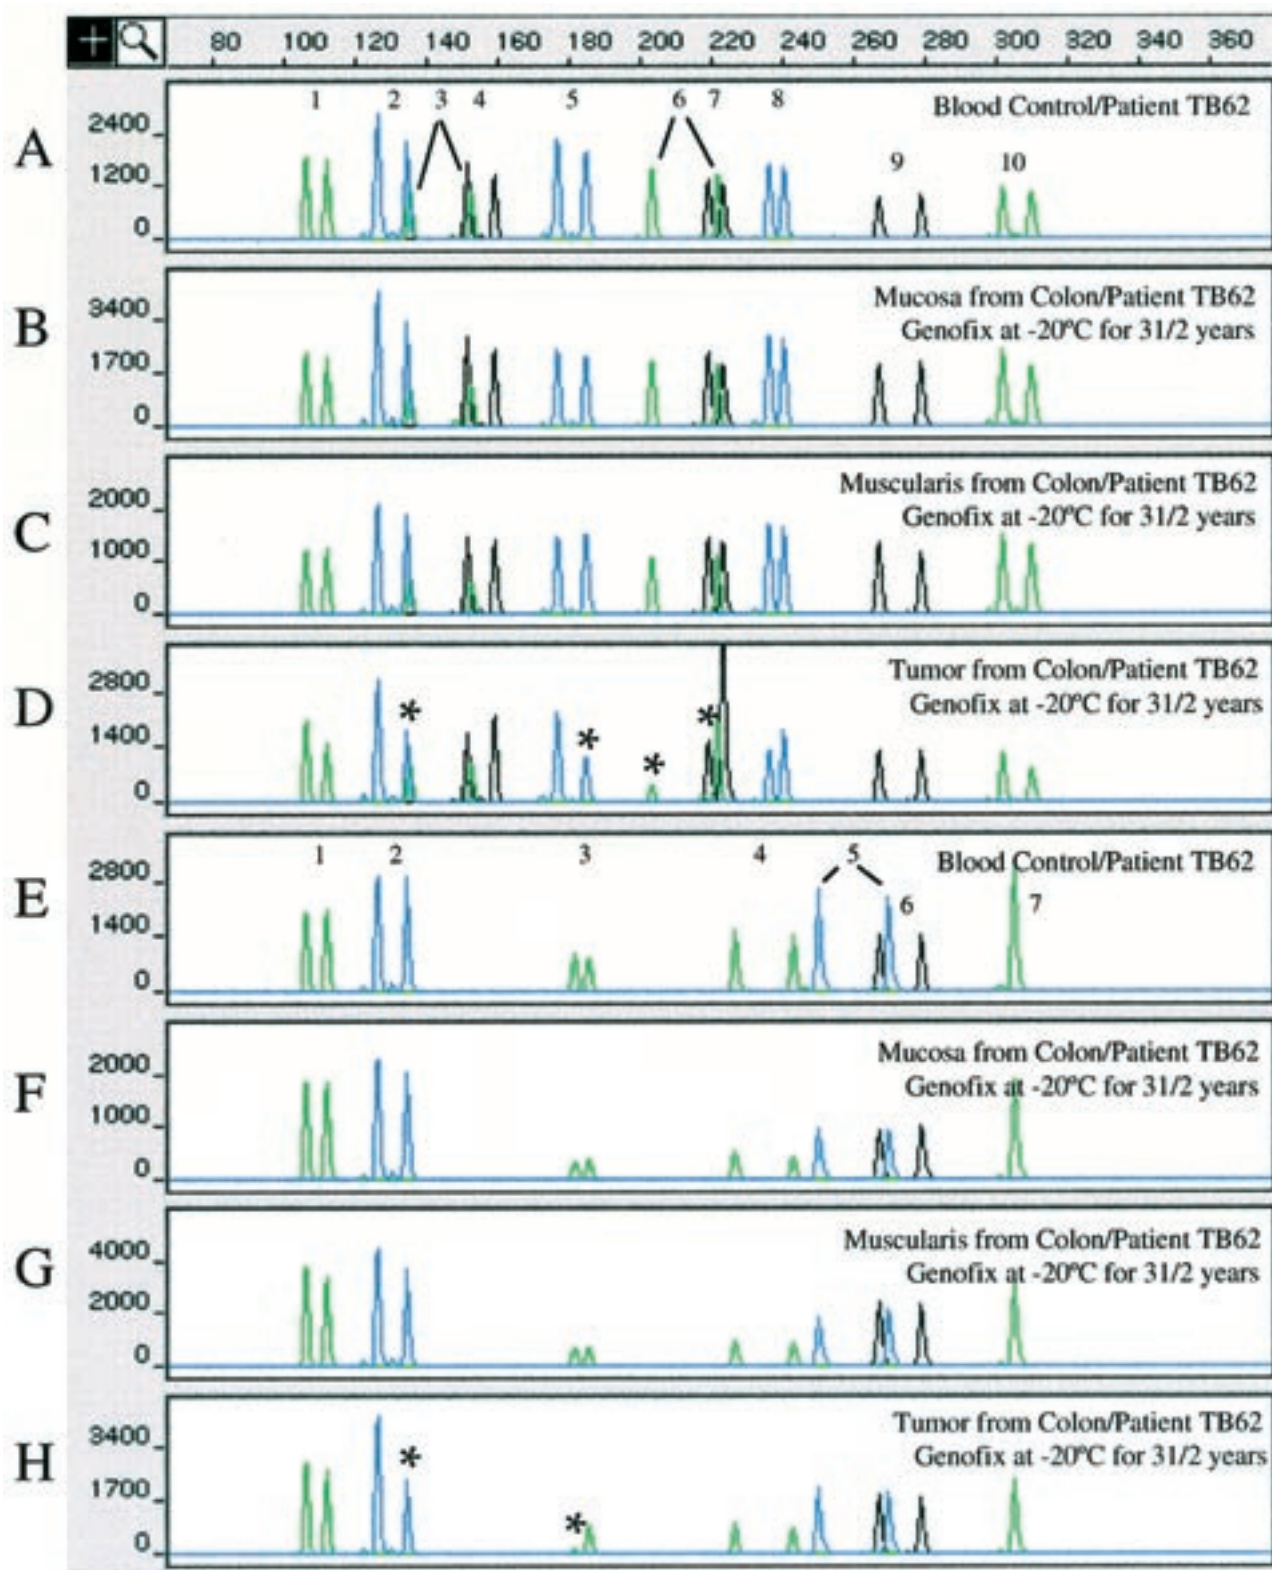 80 100 120 140 160 180 200 220 240 260 280 300 320 340 360
A
2400
1200
0
1 2 3 4 5 6 7 8
Blood Control/Patient TB62
9 10
B
3400
1700
0
Mucosa from Colon/Patient TB62
Genofix at -20ºC for 31/2 years
C
2000
1000
0
Muscularis from Colon/Patient TB62
Genofix at -20ºC for 31/2 years
D
2800
1400
0
* * * *
Tumor from Colon/Patient TB62
Genofix at -20ºC for 31/2 years
E
2800
1400
0
1 2 3 4 5
Blood Control/Patient TB62
6 7
F
2000
1000
0
Mucosa from Colon/Patient TB62
Genofix at -20ºC for 31/2 years
G
4000
2000
0
Muscularis from Colon/Patient TB62
Genofix at -20ºC for 31/2 years
H
3400
1700
0
* *
Tumor from Colon/Patient TB62
Genofix at -20ºC for 31/2 years